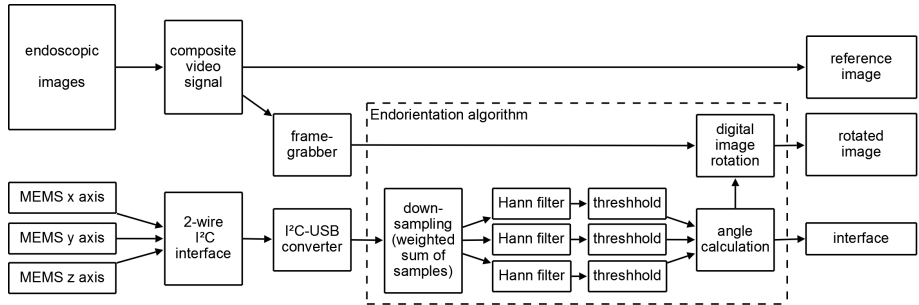 endoscopic
images
composite
video
signal
reference
image
frame-
grabber
Endorientation algorithm
digital
image
rotation
rotated
image
MEMS x axis
MEMS y axis
MEMS z axis
2-wire
I²C
interface
I²C-USB
converter
down-
sampling
(weighted
sum of
samples)
Hann filter
threshhold
Hann filter
threshhold
Hann filter
threshhold
angle
calculation
interface